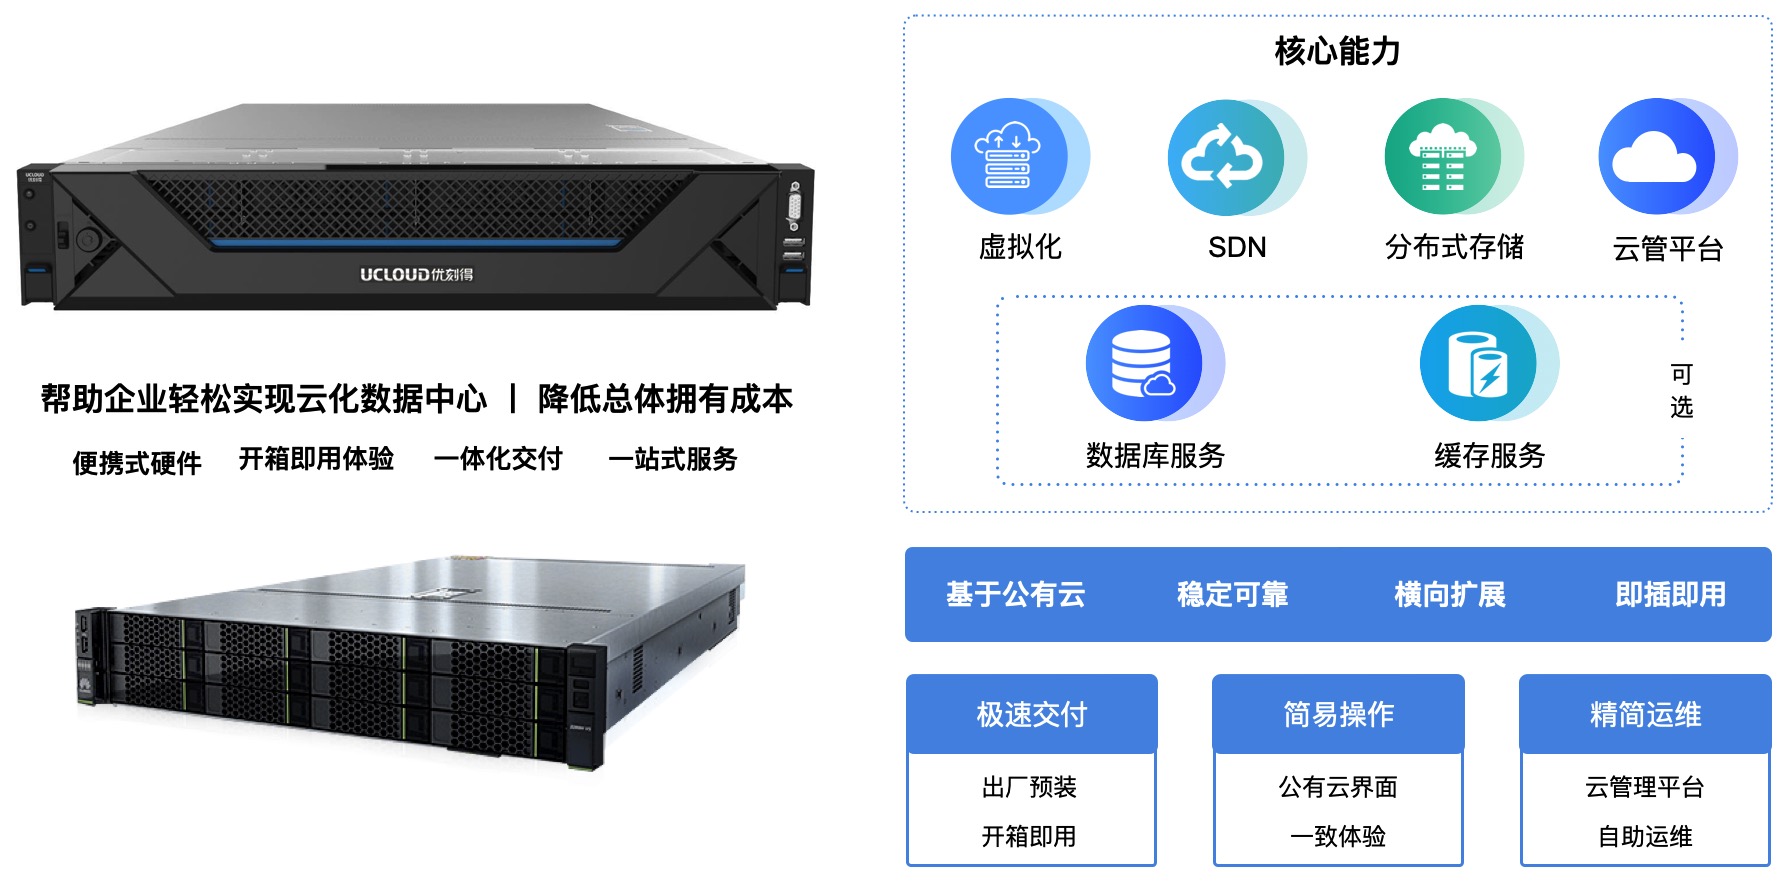 UCLOUD
优刻得
UCLOUD优刻得
帮助企业轻松实现云化数据中心 | 降低总体拥有成本
便携式硬件 开箱即用体验 一体化交付 一站式服务
核心能力
虚拟化 SDN 分布式存储 云管平台
数据库服务 缓存服务
可
选
基于公有云 稳定可靠 横向扩展 即插即用
极速交付 简易操作 精简运维
出厂预装 公有云界面 云管理平台
开箱即用 一致体验 自助运维